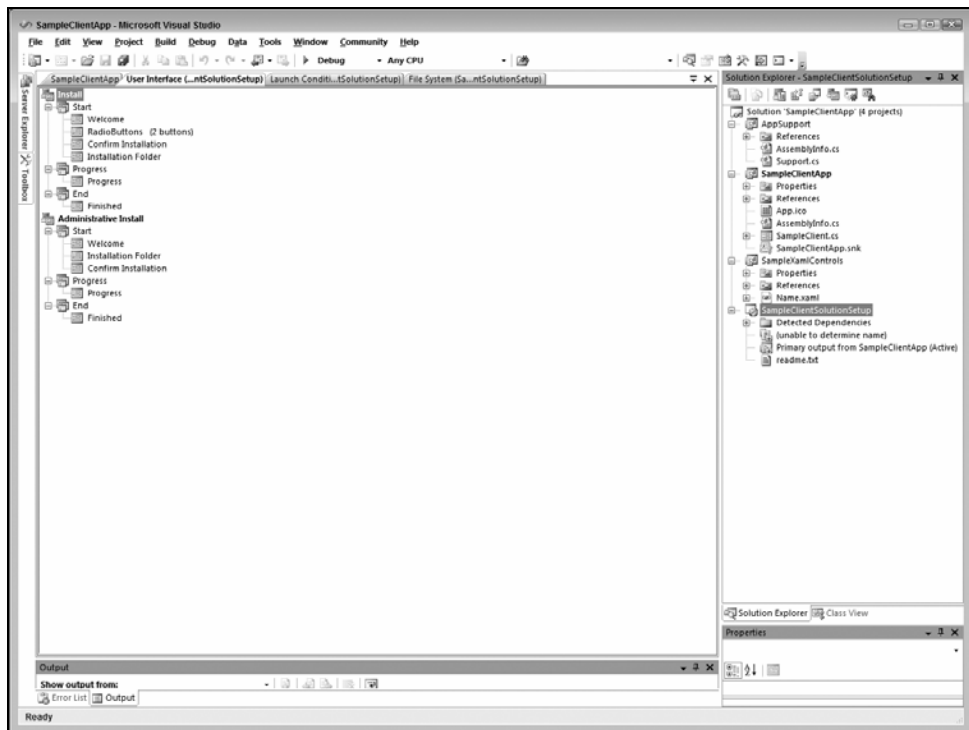 SampleClientApp - Microsoft Visual Studio
File Edit View Project Build Debug Data Tools Window Community Help
Debug Any CPU
SampleClientApp User Interface (...ntSolutionSetup) Launch Conditi...tSolutionSetup) File System (Sa...ntSolutionSetup)
Server Explorer
Toolbox
Install
Start
Welcome
RadioButtons (2 buttons)
Confirm Installation
Installation Folder
Progress
Progress
End
Finished
Administrative Install
Start
Welcome
Installation Folder
Confirm Installation
Progress
Progress
End
Finished
Solution Explorer - SampleClientSolutionSetup
Solution 'SampleClientApp' (4 projects)
AppSupport
References
AssemblyInfo.cs
Support.cs
SampleClientApp
Properties
References
App.ico
AssemblyInfo.cs
SampleClient.cs
SampleClientApp.snk
SampleXamlControls
Properties
References
Name.xaml
SampleClientSolutionSetup
Detected Dependencies
(unable to determine name)
Primary output from SampleClientApp (Active)
readme.txt
Solution Explorer Class View
Properties
Output
Show output from:
Error List Output
Ready